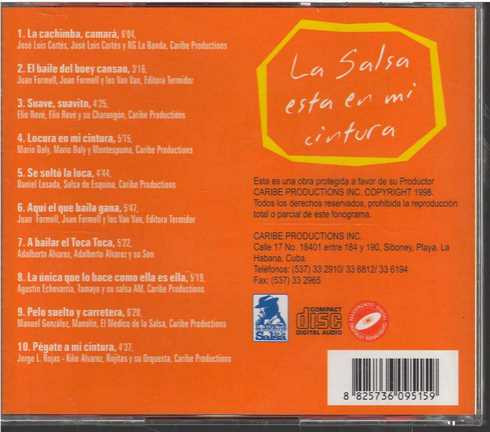 1. La cachimba, camará, 6'04,
José Luis Cortés, José Luis Cortés y NG La Banda, Caribe Productions
2. El baile del buey cansao, 3'16,
Juan Formell, Juan Formell y los Van Van, Editora Termidor
3. Suave, suavito, 4'35,
Elio Revé, Elio Revé y su Charangón, Caribe Productions
4. Locura en mi cintura, 5'15,
Mario Daly, Mario Daly y Montespuma, Caribe Productions
5. Se soltó la loca, 4'44,
Daniel Losada, Salsa de Esquina, Caribe Productions
6. Aquí el que baila gana, 5'47,
Juan Formell, Juan Formell y los Van Van, Editora Termidor
7. A bailar el Toca Toca, 5'22,
Adalberto Alvarez, Adalberto Alvarez y su Son
8. La única que lo hace como ella es ella, 5'19,
Agustín Echevarría, Tamayo y su salsa AM, Caribe Productions
9. Pelo suelto y carretera, 6'28,
Manuel González, Manolín, El Médico de la Salsa, Caribe Productions
10. Pégate a mi cintura, 4'37,
Jorge L. Rojas - Kike Alvarez, Rojitas y su Orquesta, Caribe Productions
La Salsa
esta en mi
cintura
Esta es una obra protegida a favor de su Productor
CARIBE PRODUCTIONS INC. COPYRIGHT 1998.
Todos los derechos reservados, prohibida la reproducción
total o parcial de este fonograma.
CARIBE PRODUCTIONS INC.
Calle 17 No. 18401 entre 184 y 190, Siboney, Playa, La
Habana, Cuba.
Teléfonos: (537) 33 2910/ 33 6812/ 33 6194
Fax: (537) 33 2965
Salsa
COMPACT
disc
DIGITAL AUDIO
8 825736 095159